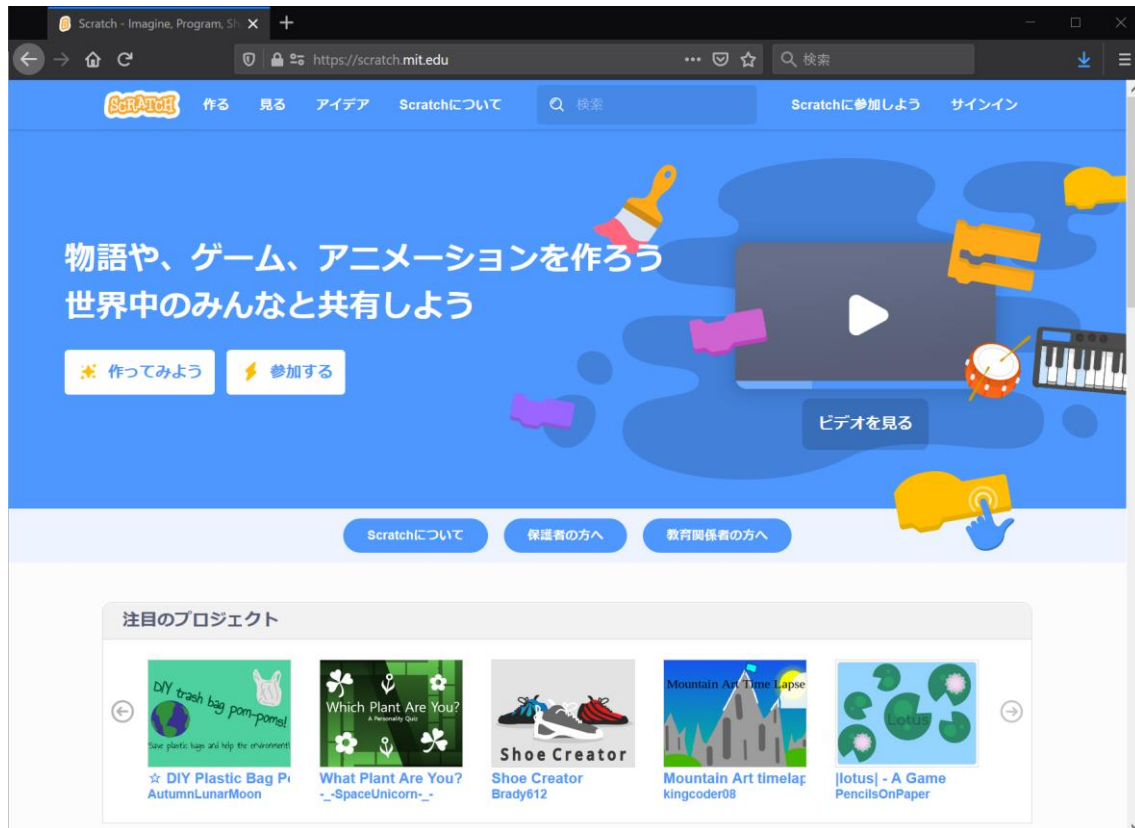 Scratch - Imagine, Program, Sh
https://scratch.mit.edu
検索
SCRATCH 作る 見る アイデア Scratchについて 検索 Scratchに参加しよう サインイン
物語や、ゲーム、アニメーションを作ろう
世界中のみんなと共有しよう
作ってみよう 参加する
ビデオを見る
Scratchについて 保護者の方へ 教育関係者の方へ
注目のプロジェクト
DIY trash bag pom-poms!
Save plastic bags and help the environment!
Which Plant Are You?
A Personality Quiz
Shoe Creator
Mountain Art Time Lapse
Lotus
☆ DIY Plastic Bag P
AutumnLunarMoon
What Plant Are You?
-_-SpaceUnicorn-_-
Shoe Creator
Brady612
Mountain Art timelap
kingcoder08
|lotus| - A Game
PencilsOnPaper